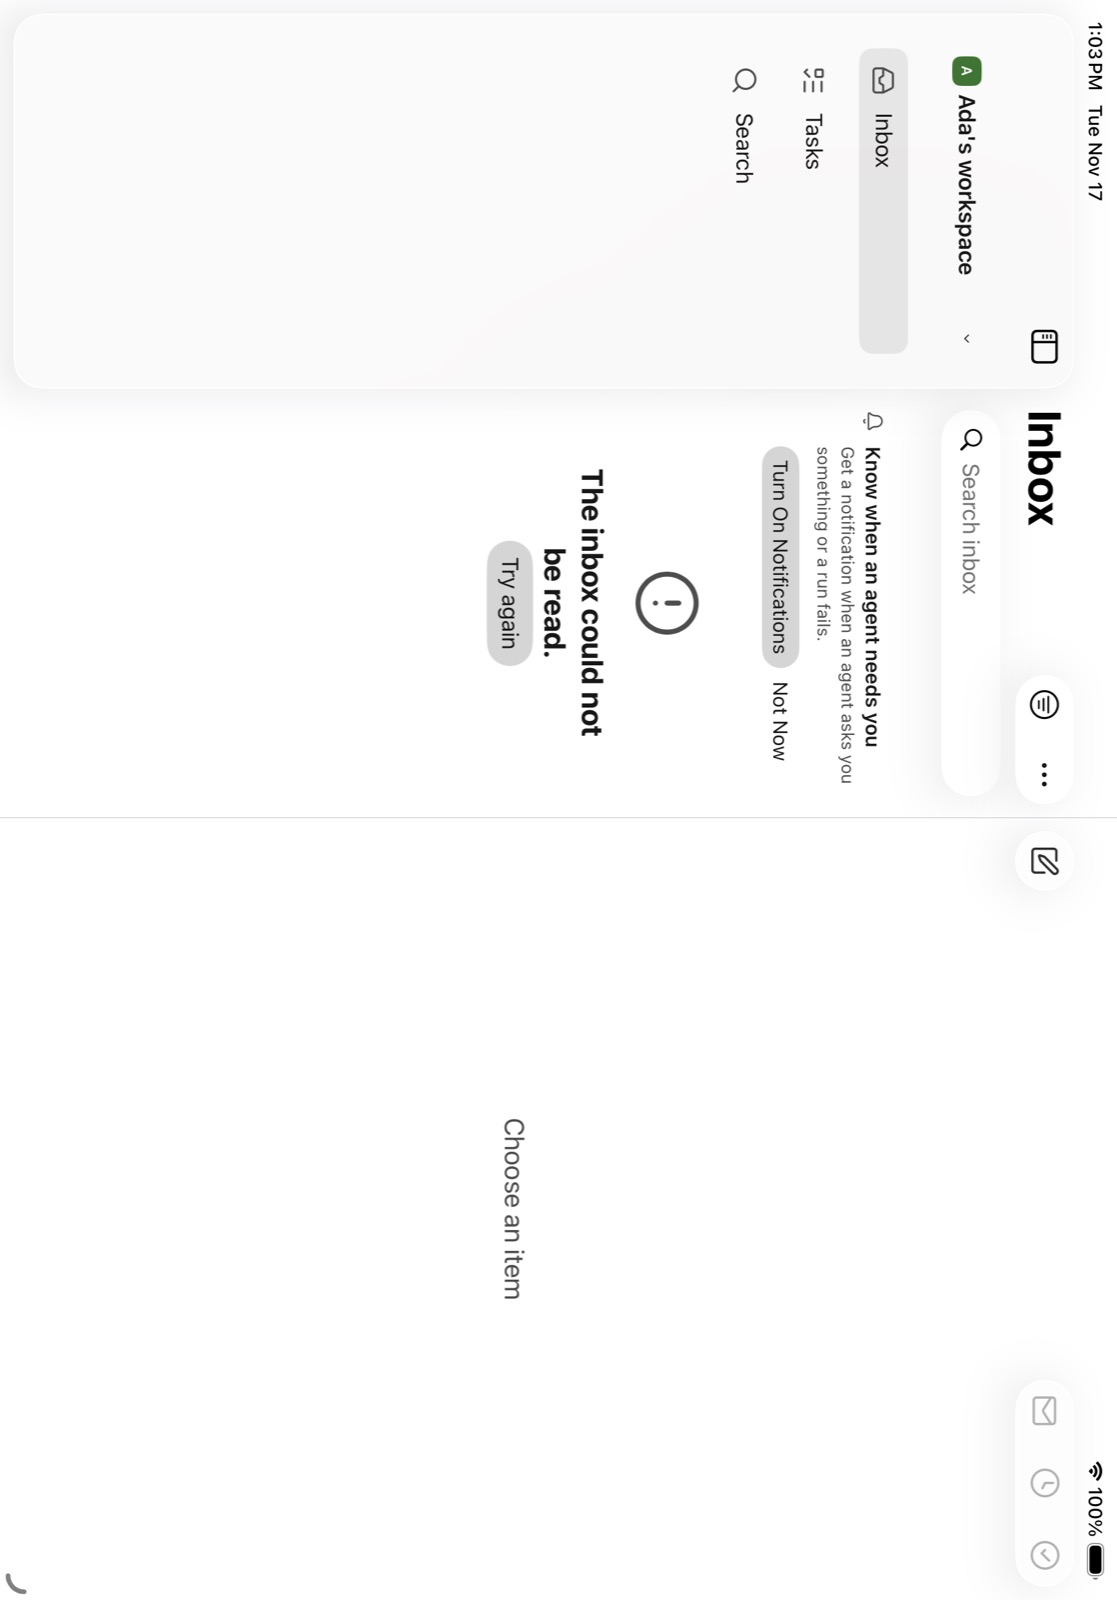 1:03 PM Tue Nov 17
100%
A Ada's workspace
Inbox
Tasks
Search
Inbox
Search inbox
Know when an agent needs you
Get a notification when an agent asks you
something or a run fails.
Turn On Notifications Not Now
The inbox could not
be read.
Try again
Choose an item